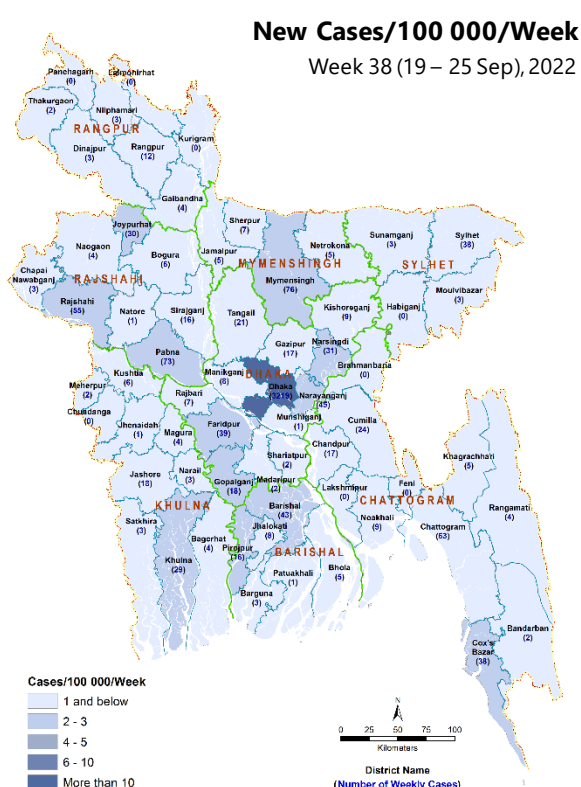 New Cases/100 000/Week
Week 38 (19 – 25 Sep), 2022
Panchagarh
(0)
Lalmonirhat
(0)
Thakurgaon
(2)
Nilphamari
(3)
RANGPUR
Dinajpur
(3)
Rangpur
(12)
Kurigram
(0)
Gaibandha
(4)
Joypurhat
(30)
Sherpur
(7)
Naogaon
(4)
Bogura
(6)
Jamalpur
(5)
Netrokona
(5)
Sunamganj
(3)
Sylhet
(38)
MYMENSINGH
SYLHET
Mymensingh
(76)
Chapai
Nawabganj
(3)
RAJSHAHI
Rajshahi
(55)
Natore
(1)
Sirajganj
(16)
Tangail
(21)
Kishoreganj
(9)
Habiganj
(0)
Moulvibazar
(3)
Gazipur
(17)
Narsingdi
(31)
Pabna
(73)
Brahmanbaria
(0)
Meherpur
(2)
Kushtia
(6)
Manikganj
(8)
DHAKA
Dhaka
(3219)
Narayanganj
(45)
Rajbari
(7)
Munshiganj
(1)
Chuadanga
(0)
Jhenaidah
(1)
Magura
(4)
Faridpur
(39)
Cumilla
(24)
Chandpur
(17)
Shariatpur
(2)
Khagrachhari
(5)
Jashore
(18)
Narail
(3)
Gopalganj
(18)
Madaripur
(2)
Lakshmipur
(0)
Feni
(0)
CHATTOGRAM
Rangamati
(4)
KHULNA
Barishal
(43)
Noakhali
(9)
Chattogram
(53)
Satkhira
(3)
Jhalokati
(8)
Bagerhat
(4)
Pirojpur
(16)
BARISHAL
Khulna
(29)
Patuakhali
(1)
Bhola
(5)
Barguna
(3)
Bandarban
(2)
Cox's
Bazar
(38)
Cases/100 000/Week
1 and below
2 - 3
4 - 5
6 - 10
More than 10
N
0 25 50 75 100
Kilometers
District Name
(Number of Weekly Cases)